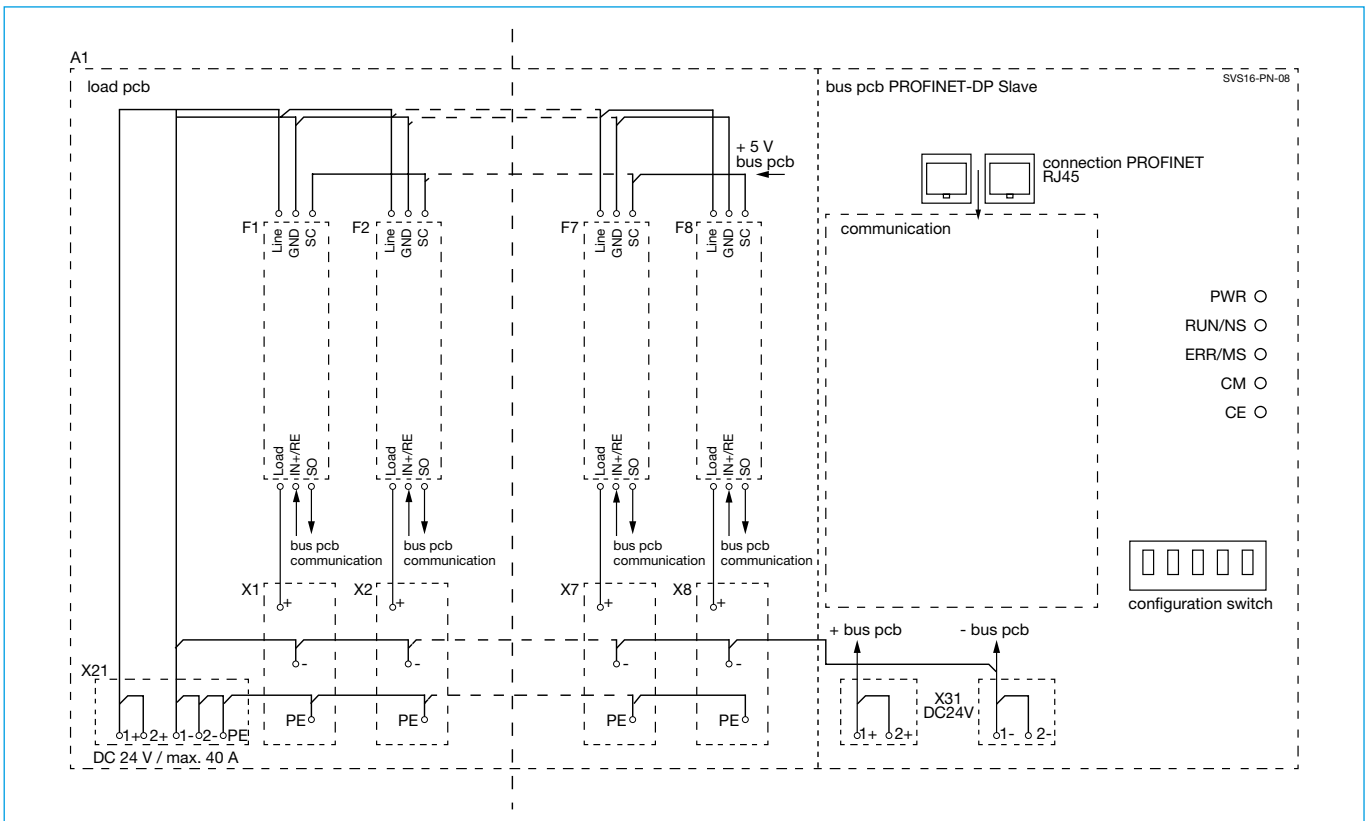 A1
load pcb
bus pcb PROFINET-DP Slave
SVS16-PN-08
+ 5 V
bus pcb
connection PROFINET
RJ45
F1
Line
GND
SC
F2
Line
GND
SC
F7
Line
GND
SC
F8
Line
GND
SC
communication
PWR
RUN/NS
ERR/MS
CM
CE
Load
IN+/RE
SO
Load
IN+/RE
SO
Load
IN+/RE
SO
Load
IN+/RE
SO
bus pcb
communication
bus pcb
communication
bus pcb
communication
bus pcb
communication
X1
+
X2
+
X7
+
X8
+
configuration switch
+ bus pcb
- bus pcb
-
-
-
-
X21
X31
DC24V
PE
PE
PE
PE
1+
2+
1-
2-
PE
1+
2+
1-
2-
DC 24 V / max. 40 A